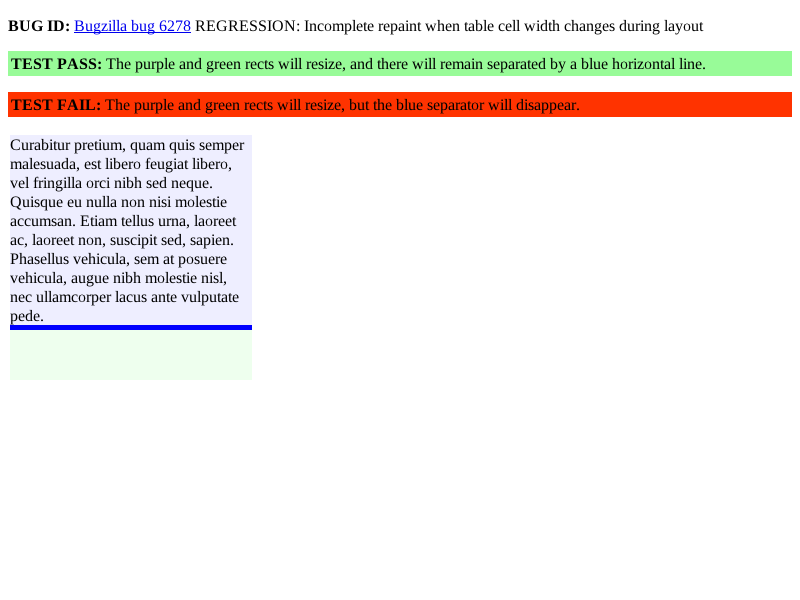 BUG ID: Bugzilla bug 6278 REGRESSION: Incomplete repaint when table cell width changes during layout
TEST PASS: The purple and green rects will resize, and there will remain separated by a blue horizontal line.
TEST FAIL: The purple and green rects will resize, but the blue separator will disappear.
Curabitur pretium, quam quis semper
malesuada, est libero feugiat libero,
vel fringilla orci nibh sed neque.
Quisque eu nulla non nisi molestie
accumsan. Etiam tellus urna, laoreet
ac, laoreet non, suscipit sed, sapien.
Phasellus vehicula, sem at posuere
vehicula, augue nibh molestie nisl,
nec ullamcorper lacus ante vulputate
pede.